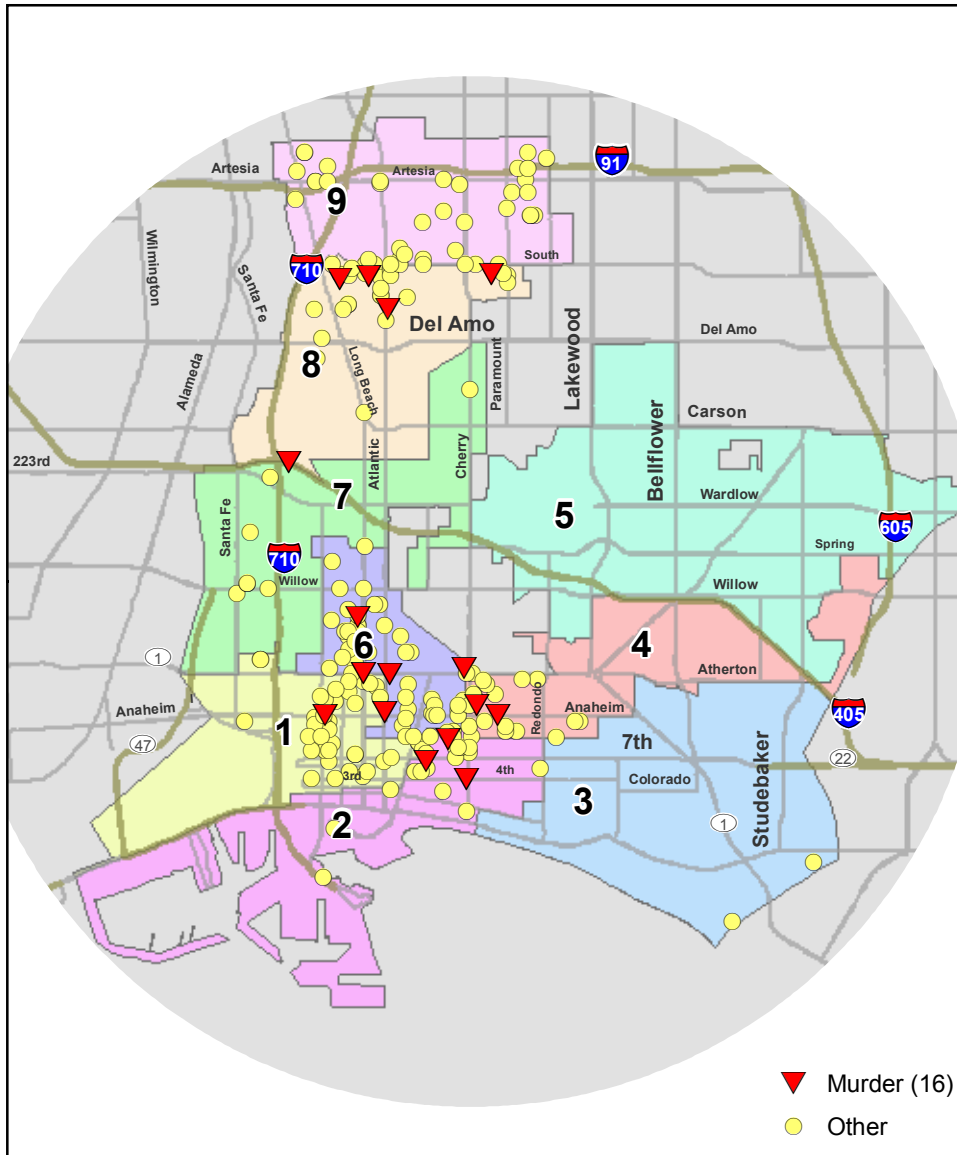 91
Artesia
Artesia
9
South
Wilmington
Santa Fe
710
Del Amo
Del Amo
8
Long Beach
Paramount
Lakewood
Alameda
Carson
Bellflower
223rd
Atlantic
Cherry
7
5
Wardlow
Santa Fe
605
710
Spring
Willow
Willow
6
4
1
Atherton
Anaheim
Redondo
Anaheim
405
1
7th
47
22
3rd
4th
Colorado
3
Studebaker
2
1
Murder (16)
Other